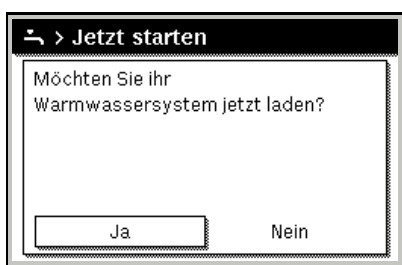 > Jetzt starten
Möchten Sie ihr
Warmwassersystem jetzt laden?
Ja
Nein